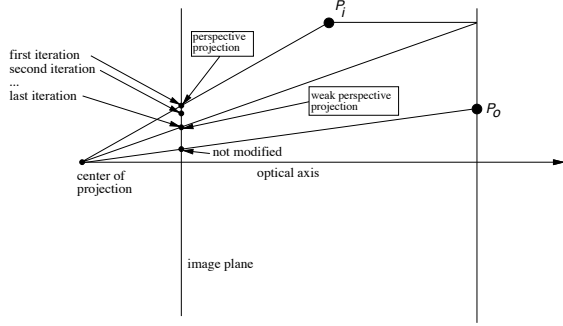 P_i
perspective
projection
first iteration
second iteration
...
last iteration
weak perspective
projection
P_o
not modified
center of
projection
optical axis
image plane